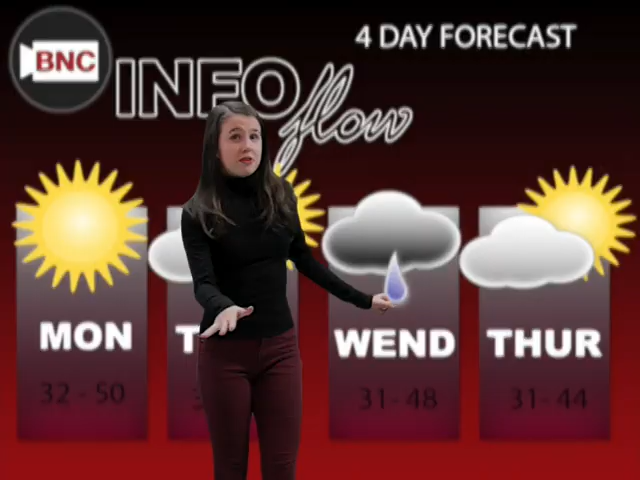 4 DAY FORECAST
BNC
INFO
flow
MON
T
WEND
THUR
32 - 50
31 - 48
31 - 44